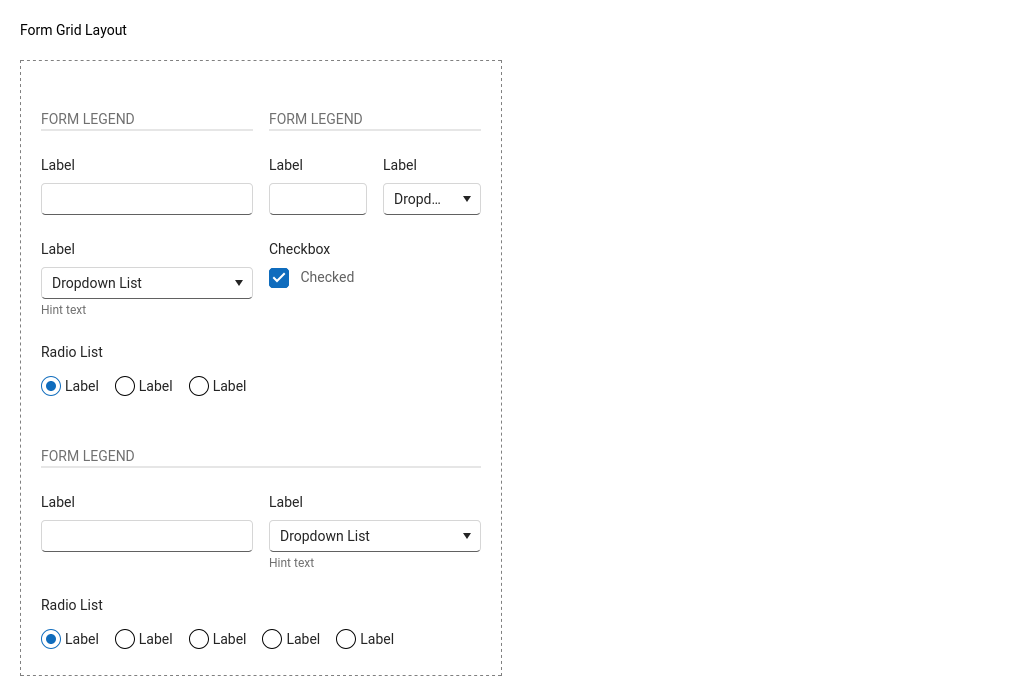 Form Grid Layout
FORM LEGEND FORM LEGEND
Label Label Label
Dropd...
Label Checkbox
Dropdown List Checked
Hint text
Radio List
Label Label Label
FORM LEGEND
Label Label
Dropdown List
Hint text
Radio List
Label Label Label Label Label